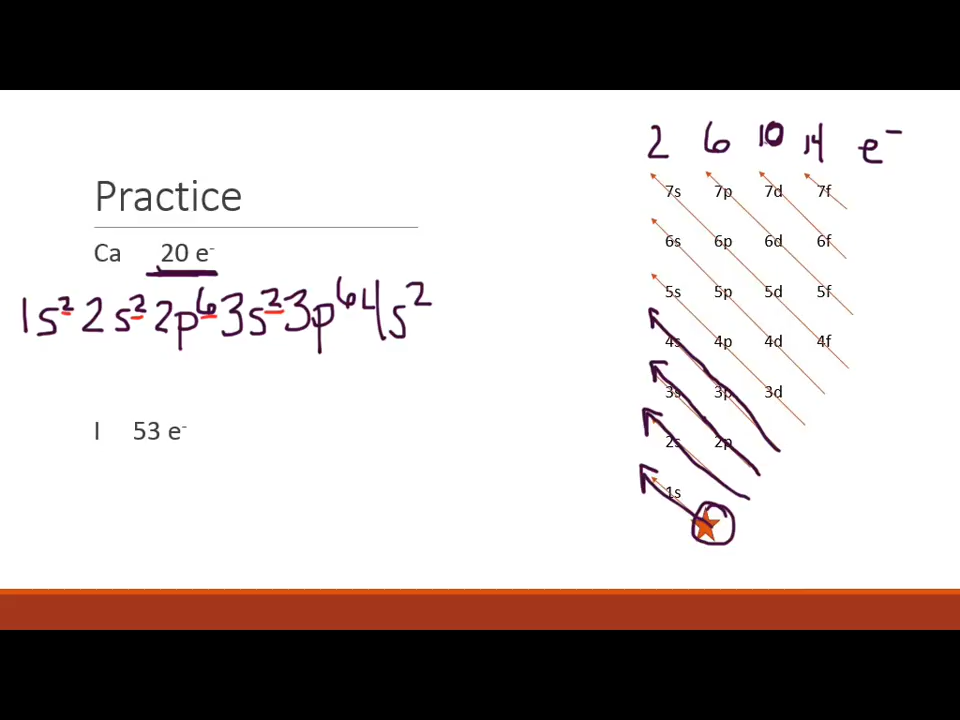 2 6 10 14 e⁻
7s 7p 7d 7f
Practice
6s 6p 6d 6f
Ca 20 e⁻
1s² 2s² 2p⁶ 3s² 3p⁶ 4s²
5s 5p 5d 5f
4s 4p 4d 4f
3s 3p 3d
I 53 e⁻
2s 2p
1s